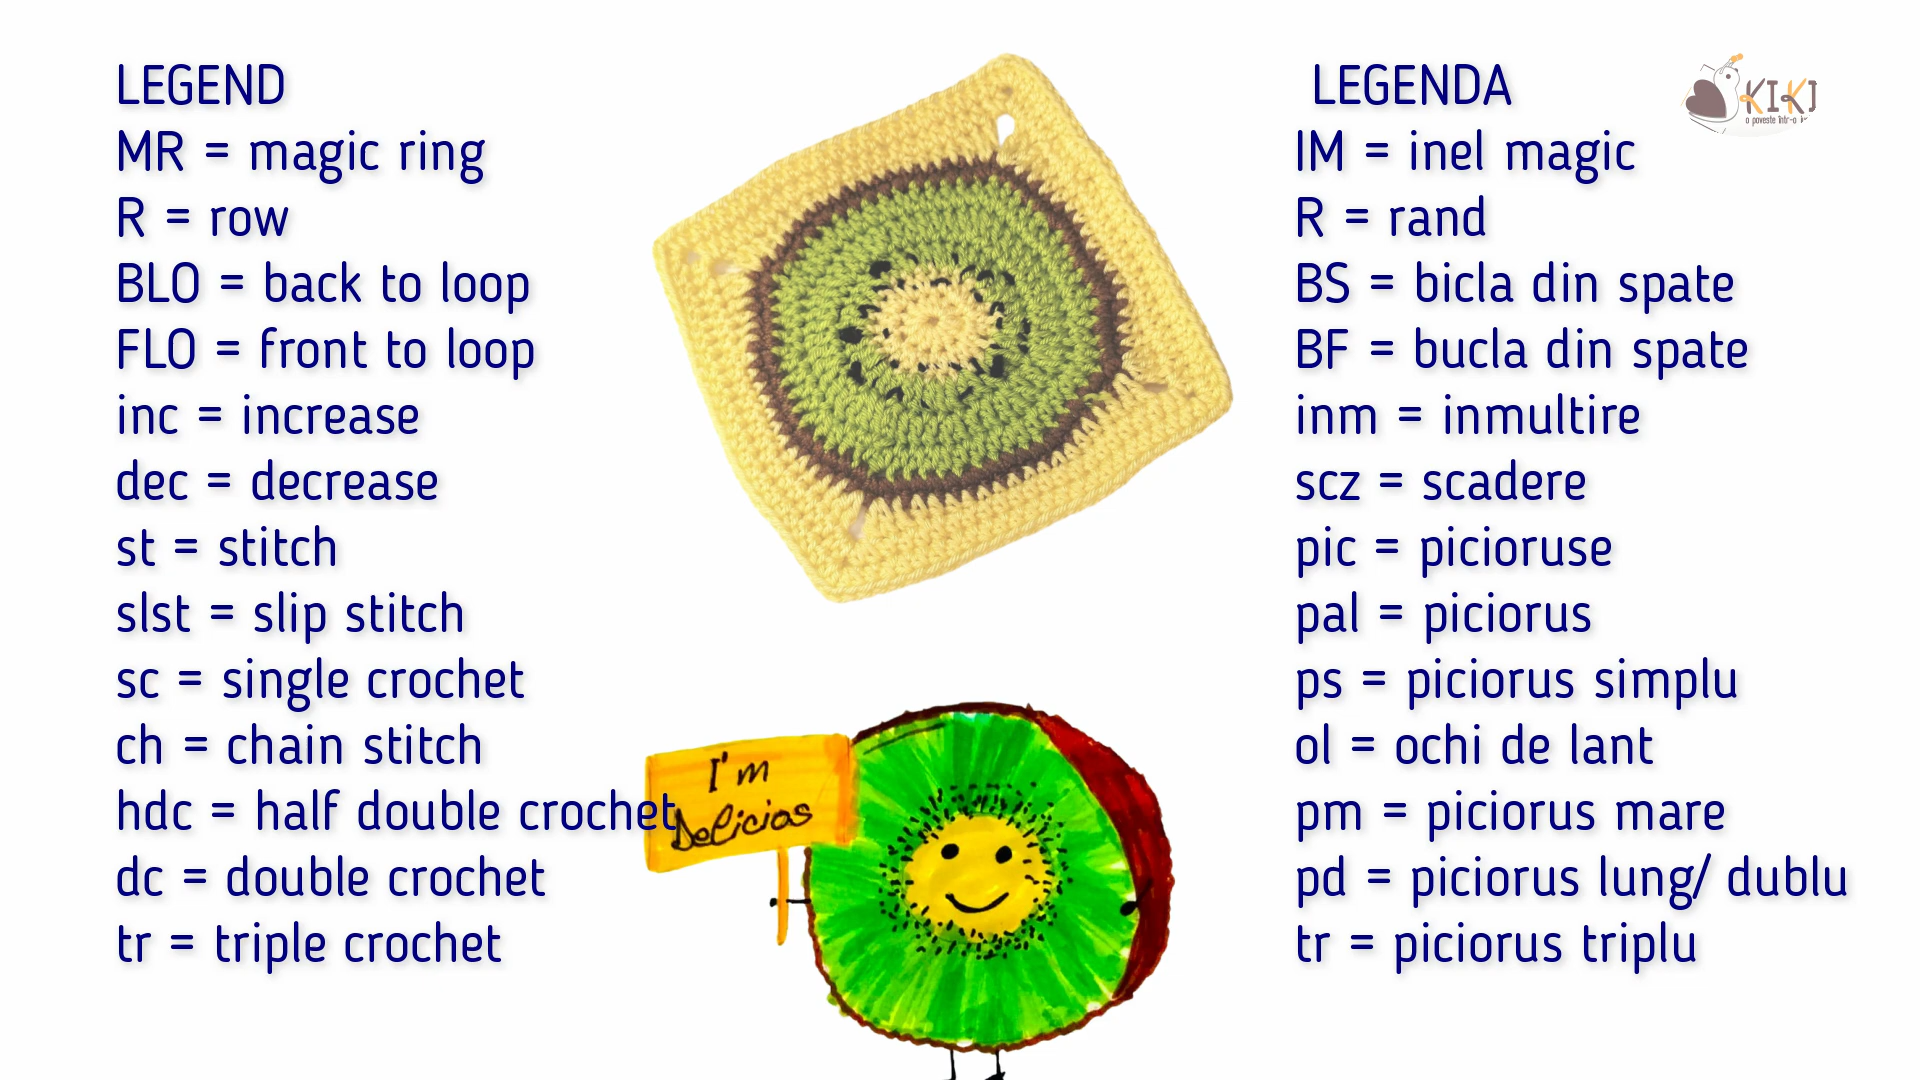 LEGEND
MR = magic ring
R = row
BLO = back to loop
FLO = front to loop
inc = increase
dec = decrease
st = stitch
slst = slip stitch
sc = single crochet
ch = chain stitch
hdc = half double crochet
dc = double crochet
tr = triple crochet
I'm
Delicios
LEGENDA
IM = inel magic
R = rand
BS = bicla din spate
BF = bucla din spate
inm = inmultire
scz = scadere
pic = picioruse
pal = piciorus
ps = piciorus simplu
ol = ochi de lant
pm = piciorus mare
pd = piciorus lung/ dublu
tr = piciorus triplu
KIKI
o poveste într-o